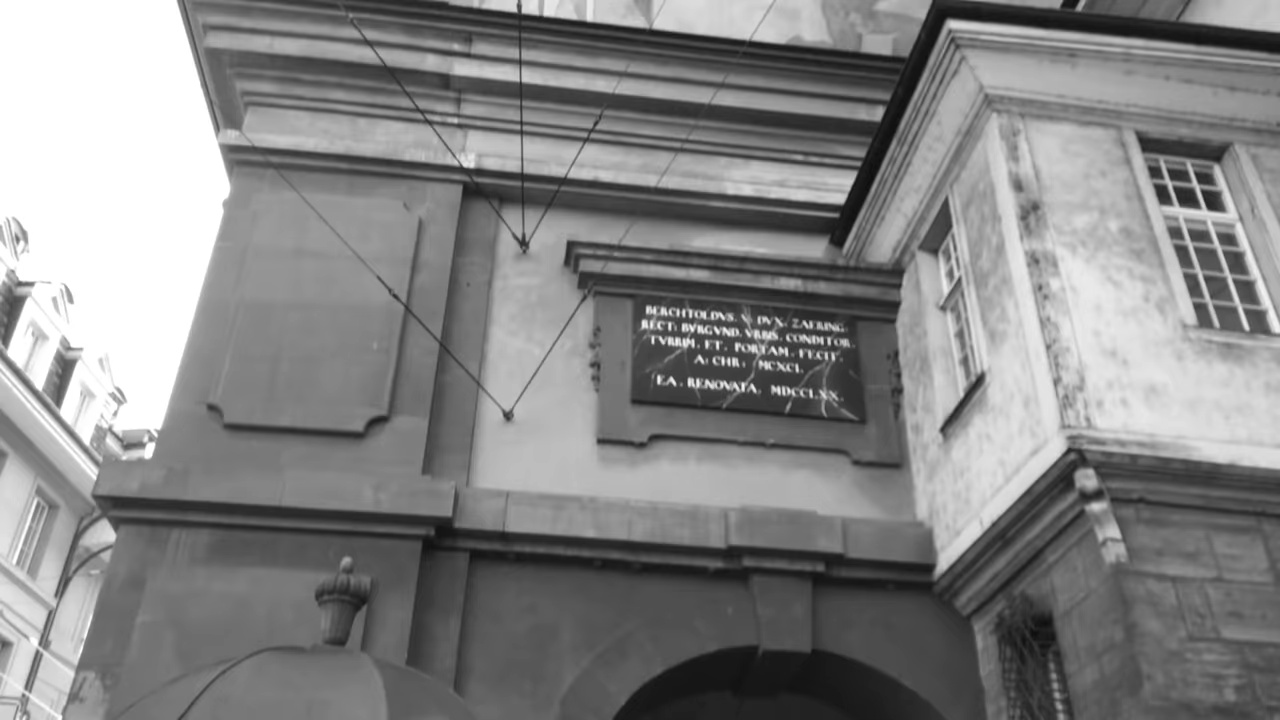 BERCHTOLDVS. V. DVX. ZAERING.
RECT: BVRGVND. VRBIS. CONDITOR.
TVRRIM. ET. PORTAM. FECIT.
A: CHR: MCXCI.
EA. RENOVATA. MDCCLXX.